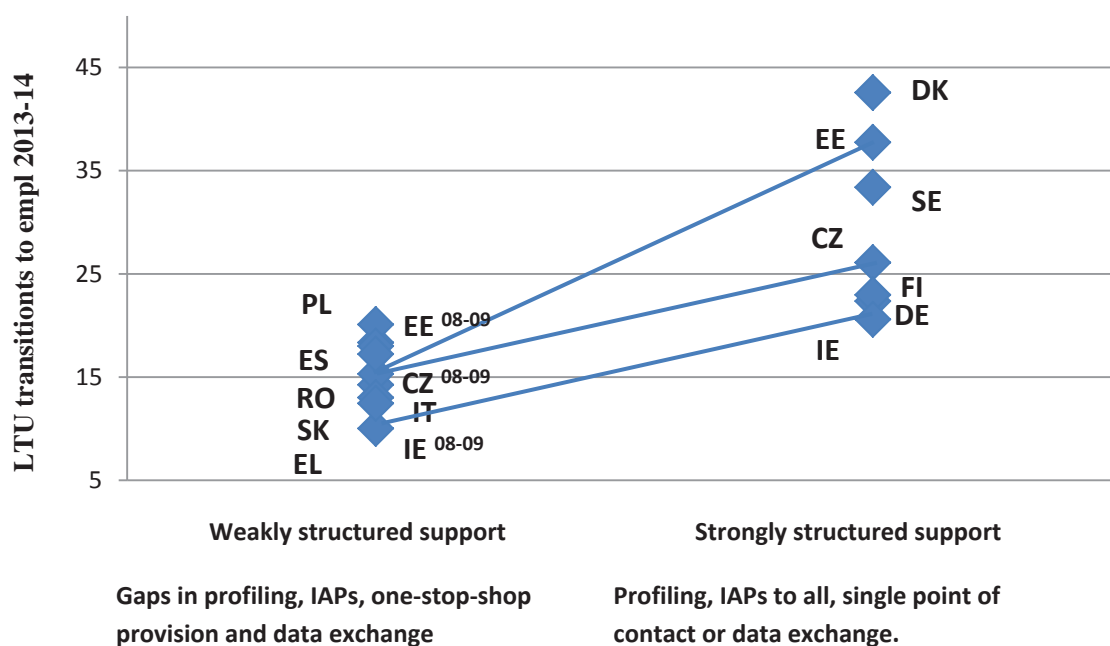 LTU transitionts to empl 2013-14
45
35
25
15
5
DK
EE
SE
CZ
FI
DE
IE
PL
EE 08-09
ES
CZ 08-09
RO
IT
SK
IE 08-09
EL
Weakly structured support
Strongly structured support
Gaps in profiling, IAPs, one-stop-shop
provision and data exchange
Profiling, IAPs to all, single point of
contact or data exchange.